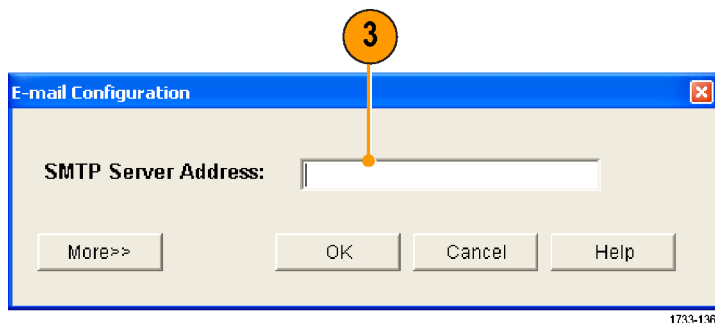 3
E-mail Configuration
SMTP Server Address:
More>> OK Cancel Help
1733-136